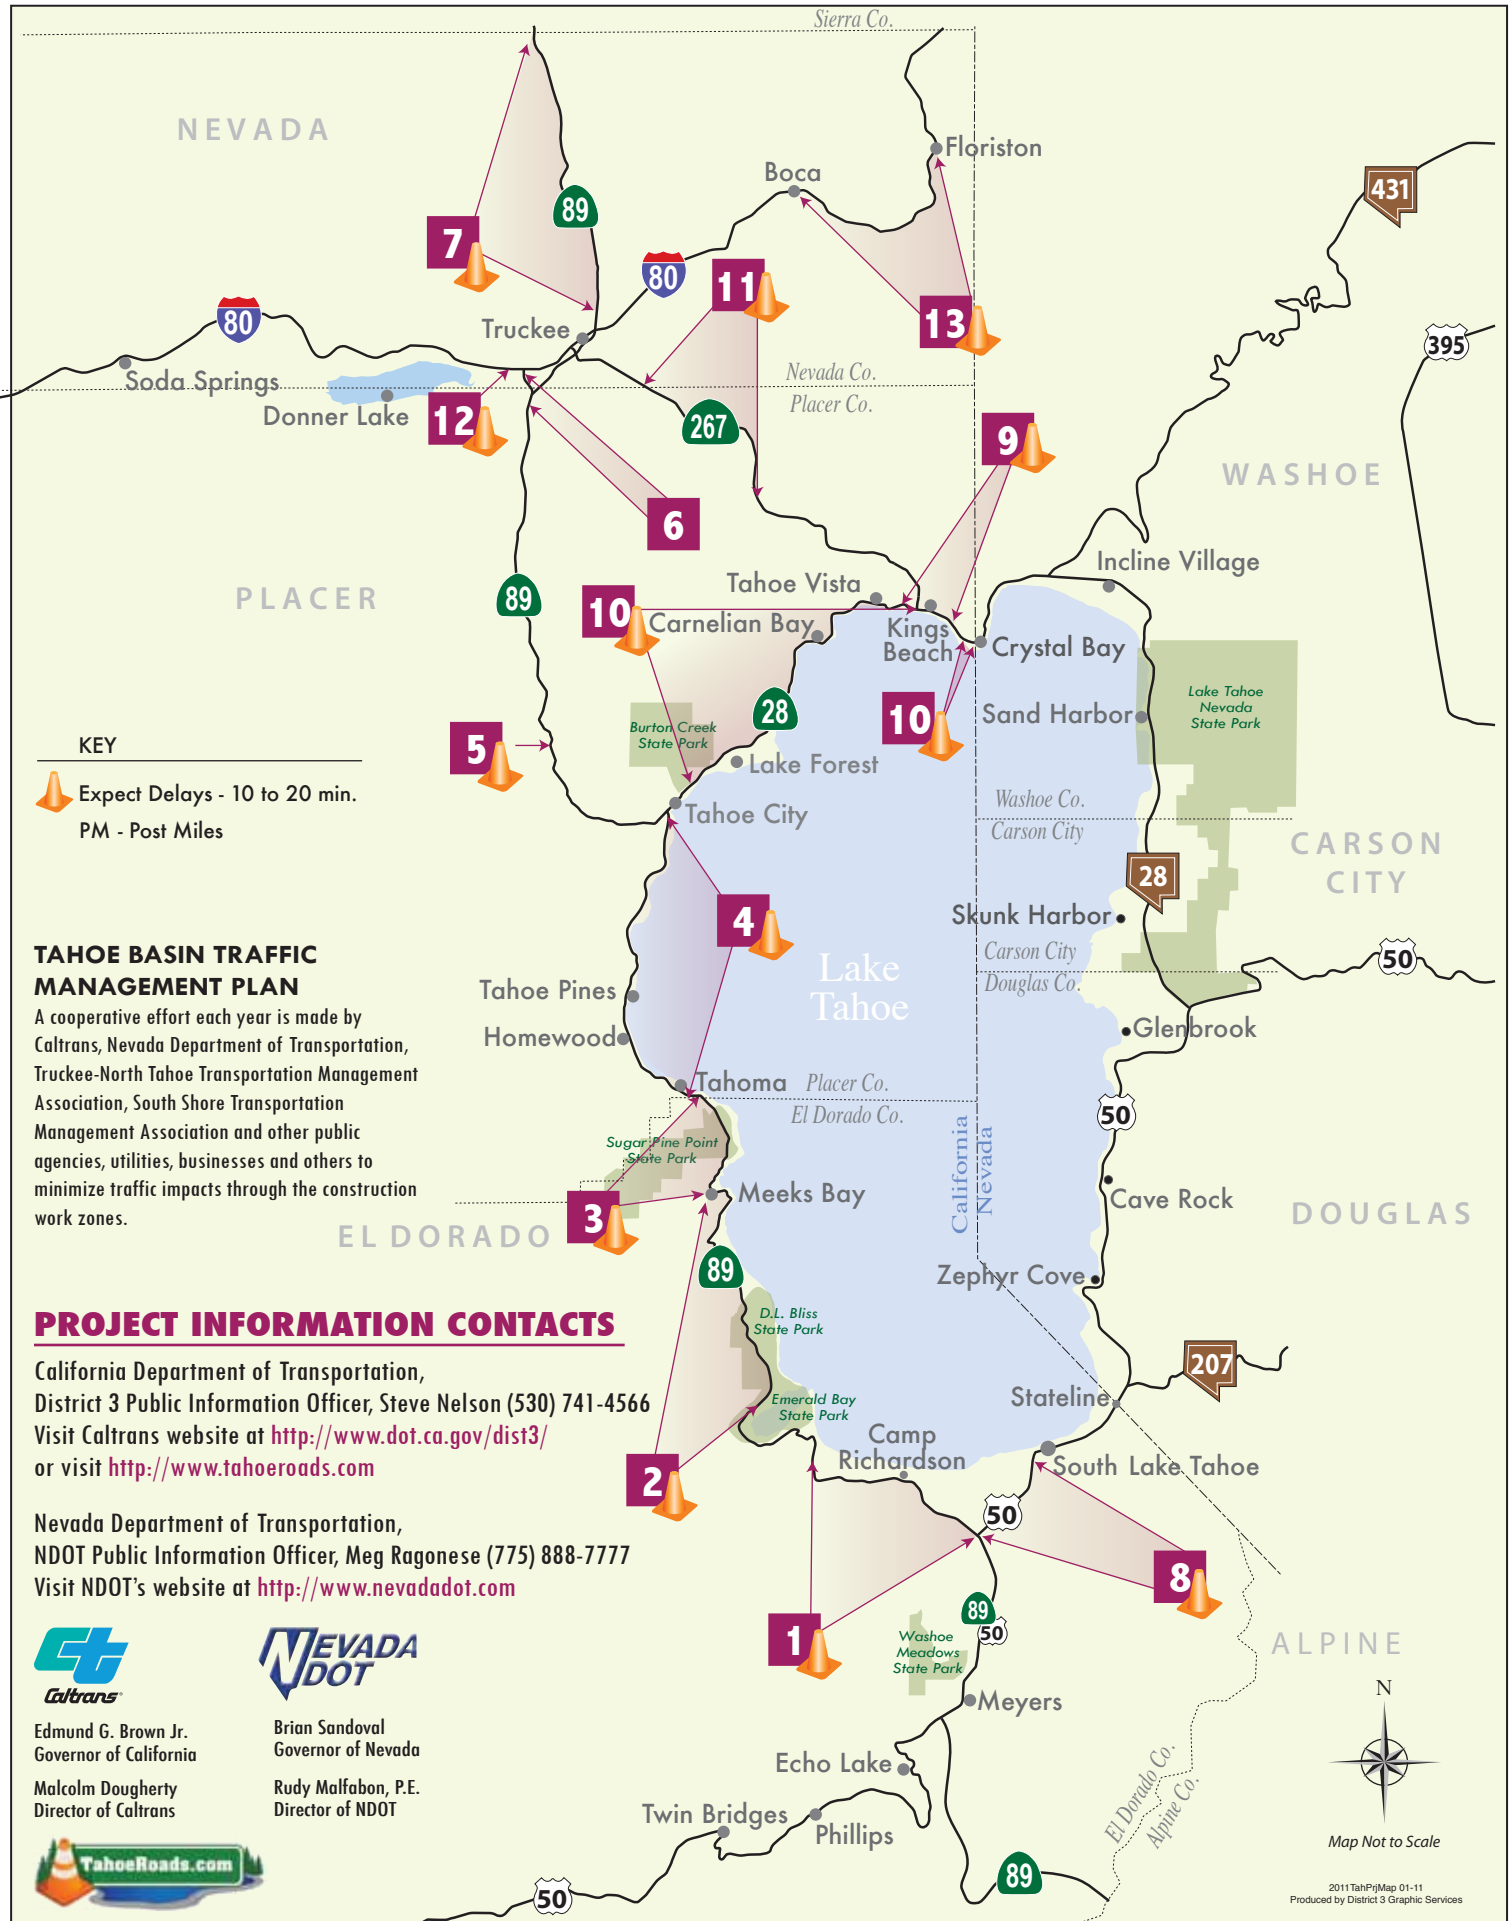 Sierra Co.
NEVADA
Floriston
Boca
431
89
7
80
11
13
80
Truckee
395
Soda Springs
Nevada Co.
Placer Co.
Donner Lake
12
267
9
WASHOE
6
Incline Village
Tahoe Vista
PLACER
89
10
Carnelian Bay
Kings
Beach
Crystal Bay
Lake Tahoe
Nevada
State Park
28
10
Sand Harbor
Burton Creek
State Park
5
KEY
Lake Forest
Expect Delays - 10 to 20 min.
PM - Post Miles
Tahoe City
Washoe Co.
Carson City
CARSON
CITY
28
4
Skunk Harbor
TAHOE BASIN TRAFFIC
MANAGEMENT PLAN
A cooperative effort each year is made by
Caltrans, Nevada Department of Transportation,
Truckee-North Tahoe Transportation Management
Association, South Shore Transportation
Management Association and other public
agencies, utilities, businesses and others to
minimize traffic impacts through the construction
work zones.
Carson City
Douglas Co.
50
Lake
Tahoe
Tahoe Pines
Homewood
Glenbrook
Tahoma
Placer Co.
El Dorado Co.
50
Sugar Pine Point
State Park
California
Nevada
Meeks Bay
Cave Rock
3
EL DORADO
DOUGLAS
89
Zephyr Cove
D.L. Bliss
State Park
PROJECT INFORMATION CONTACTS
California Department of Transportation,
District 3 Public Information Officer, Steve Nelson (530) 741-4566
Visit Caltrans website at http://www.dot.ca.gov/dist3/
or visit http://www.tahoeroads.com
207
Stateline
Emerald Bay
State Park
Camp
Richardson
South Lake Tahoe
2
50
Nevada Department of Transportation,
NDOT Public Information Officer, Meg Ragonese (775) 888-7777
Visit NDOT's website at http://www.nevadadot.com
8
1
89
50
Washoe
Meadows
State Park
ALPINE
Caltrans
NEVADA
DOT
Meyers
N
Edmund G. Brown Jr.
Governor of California
Malcolm Dougherty
Director of Caltrans
Brian Sandoval
Governor of Nevada
Rudy Malfabon, P.E.
Director of NDOT
Echo Lake
El Dorado Co.
Alpine Co.
Twin Bridges
Phillips
Map Not to Scale
TahoeRoads.com
89
50
2011TahPrjMap 01-11
Produced by District 3 Graphic Services